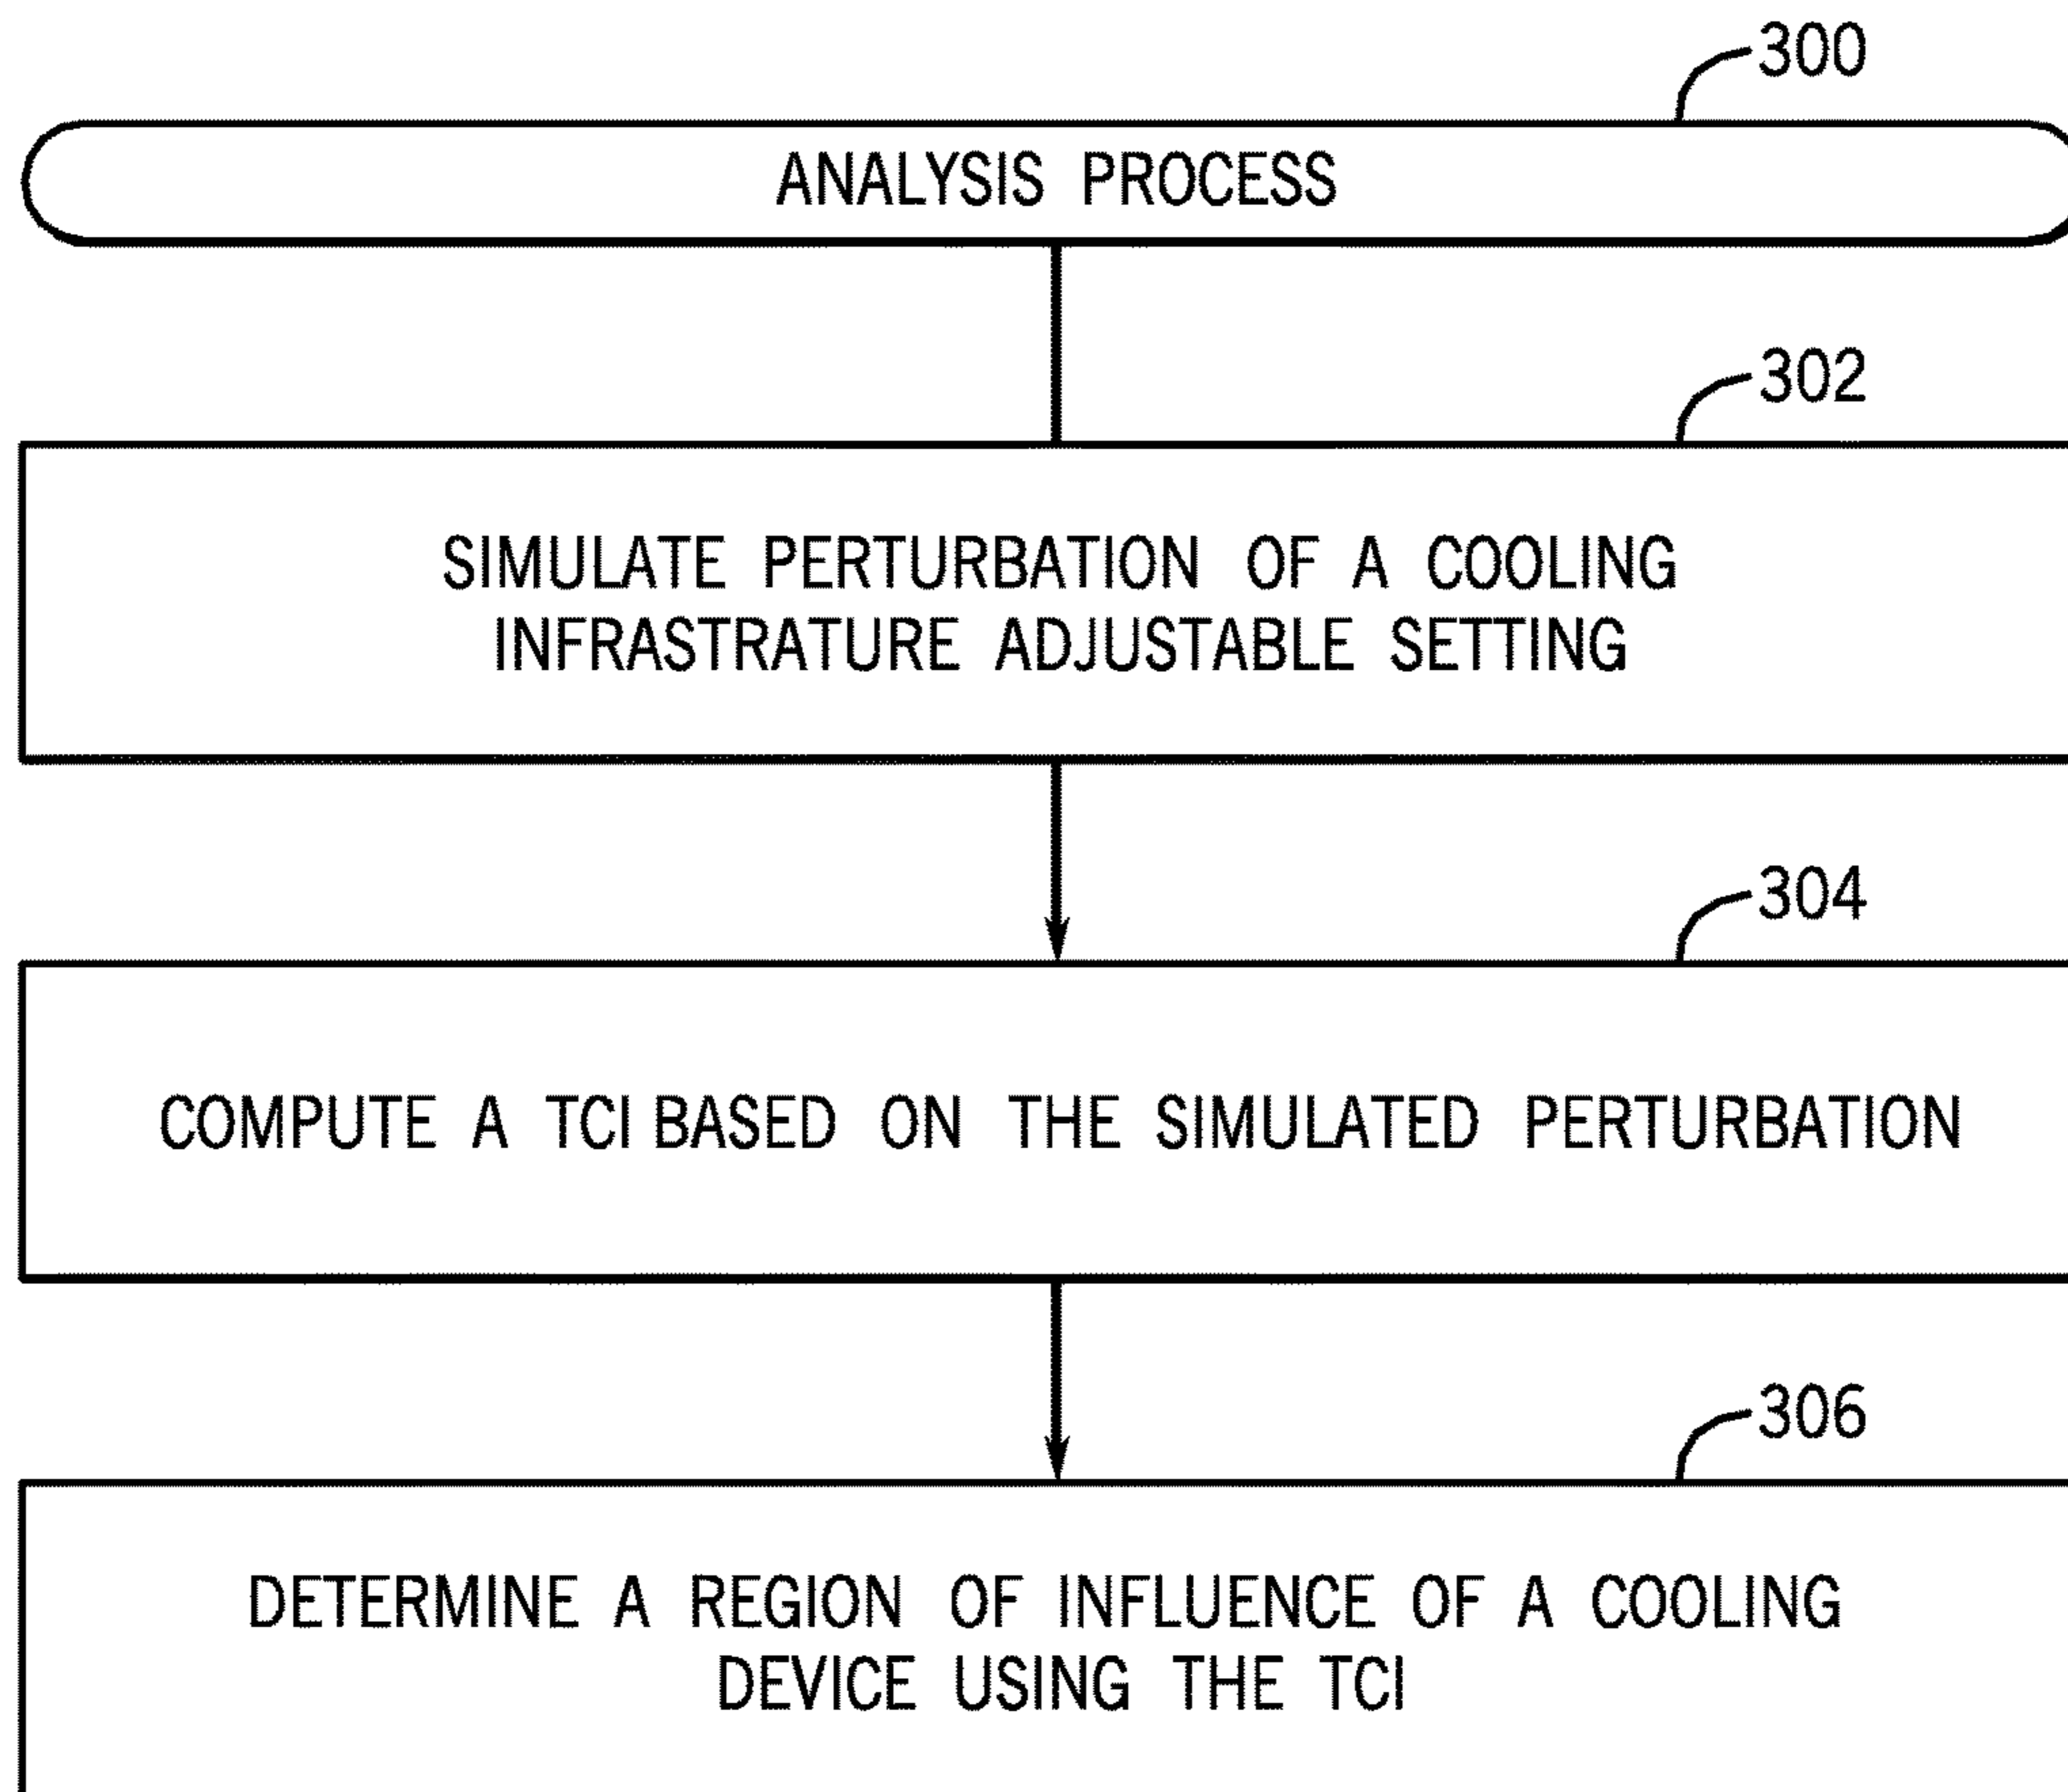 300
ANALYSIS PROCESS
302
SIMULATE PERTURBATION OF A COOLING
INFRASTRATURE ADJUSTABLE SETTING
304
COMPUTE A TCI BASED ON THE SIMULATED PERTURBATION
306
DETERMINE A REGION OF INFLUENCE OF A COOLING
DEVICE USING THE TCI